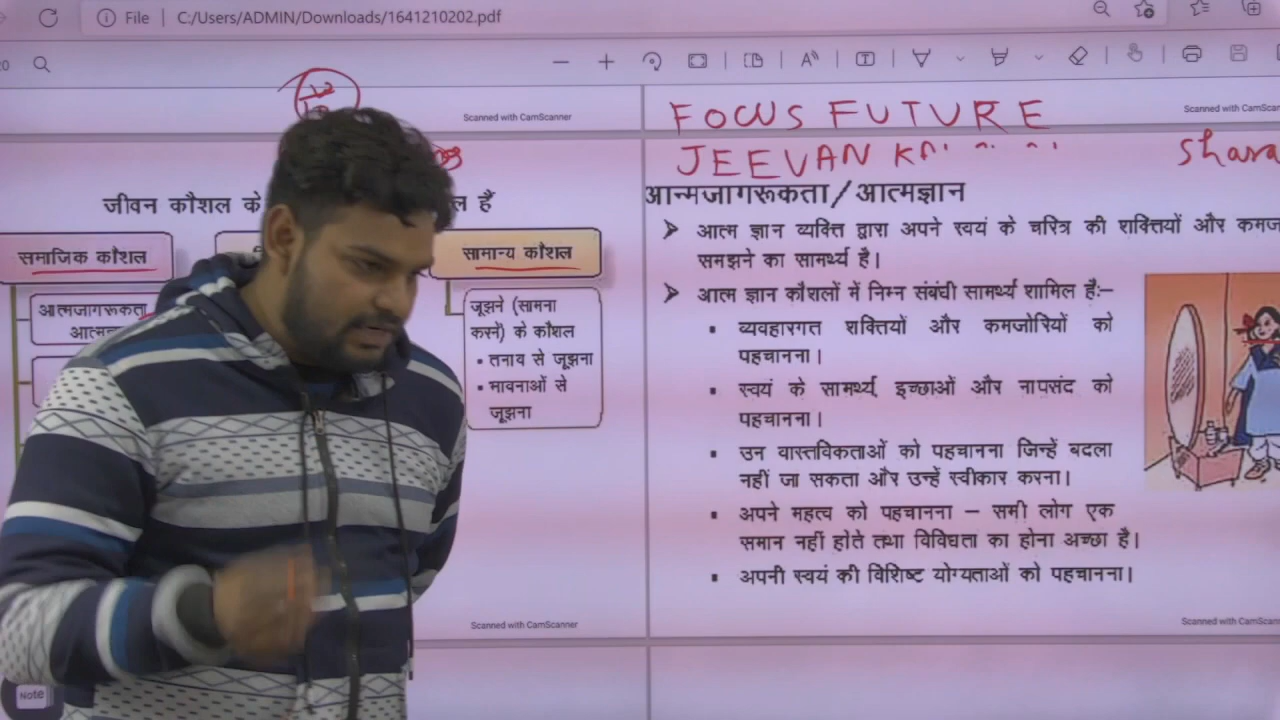 File
C:/Users/ADMIN/Downloads/1641210202.pdf
Scanned with CamScanner
जीवन कौशल के
हैं
समाजिक कौशल
सामान्य कौशल
आत्मजागरूकता
जूझने (सामना
करने) के कौशल
▪ तनाय से जूझना
▪ मावनाओं से
जूझना
Scanned with CamScanner
Note
Scanned with
FOCUS FUTURE
JEEVAN
आन्मजागरूकता/आत्मज्ञान
➤ आत्म ज्ञान व्यक्ति द्वारा अपने स्वयं के चरित्र की शक्तियों और
समझने का सामर्थ्य है।
➤ आत्म ज्ञान कौशलों में निम्न संबंधी सामर्थ्य शामिल हैः–
▪ व्यवहारगत शक्तियों और कमजोरियों को
पहचानना।
▪ स्वयं के सामर्थ्य, इच्छाओं और नापसंद को
पहचानना।
▪ उन वास्तविकताओं को पहचानना जिन्हें बदला
नहीं जा सकता और उन्हें स्वीकार करना।
▪ अपने महत्व को पहचानना – समी लोग एक
समान नहीं होते तथा विविधता का होना अच्छा है।
▪ अपनी स्वयं की विशिष्ट योग्यताओं को पहचानना।
Scanned with